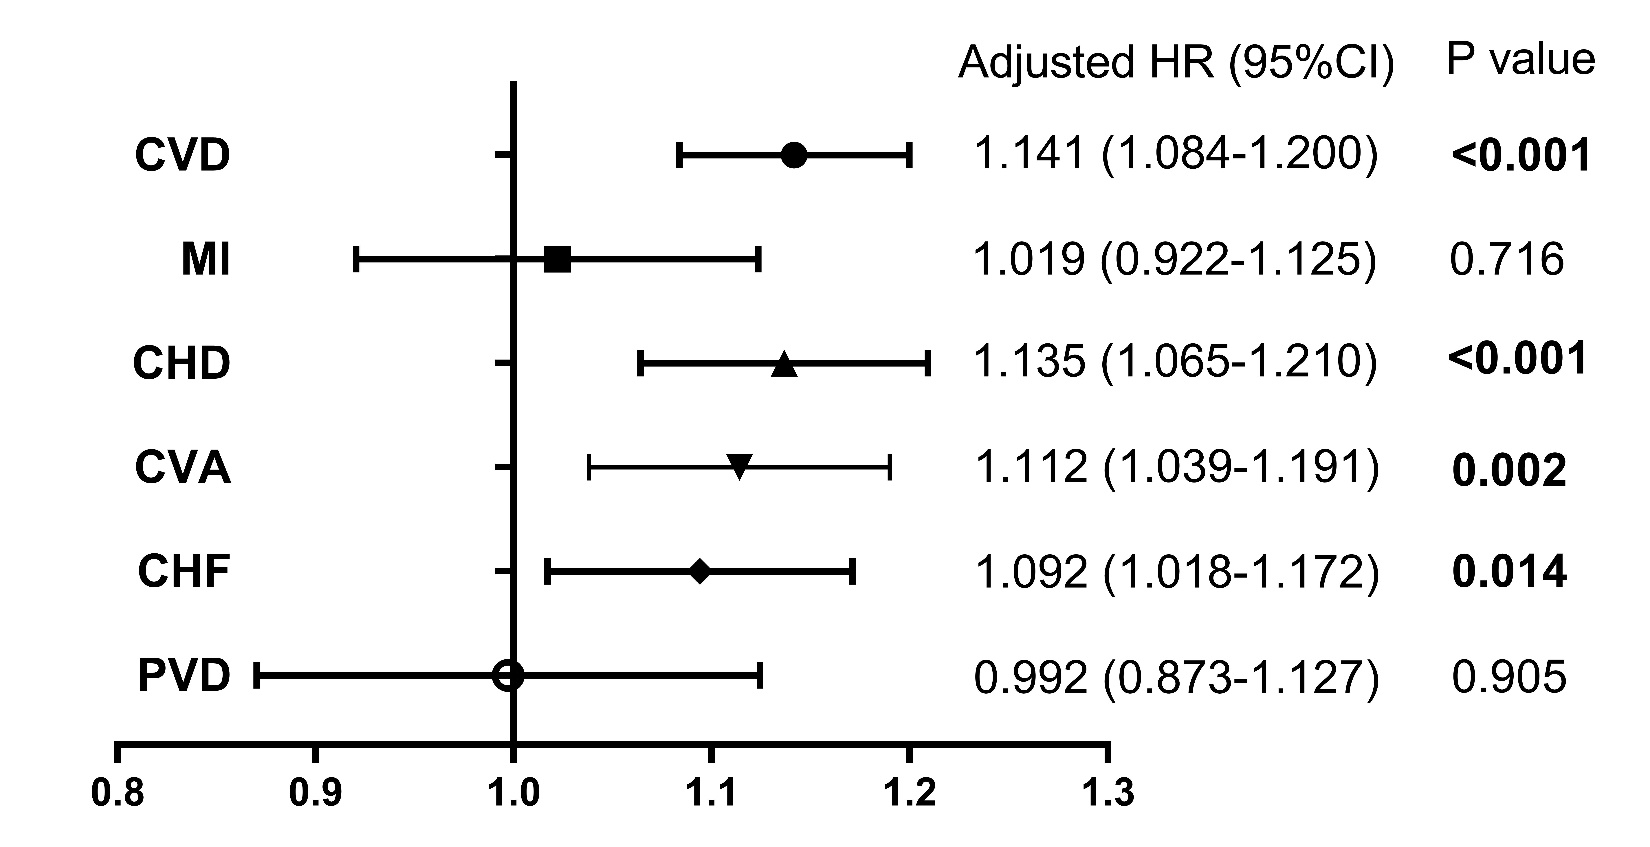 Adjusted HR (95%CI) P value
CVD 1.141 (1.084-1.200) <0.001
MI 1.019 (0.922-1.125) 0.716
CHD 1.135 (1.065-1.210) <0.001
CVA 1.112 (1.039-1.191) 0.002
CHF 1.092 (1.018-1.172) 0.014
PVD 0.992 (0.873-1.127) 0.905
0.8 0.9 1.0 1.1 1.2 1.3